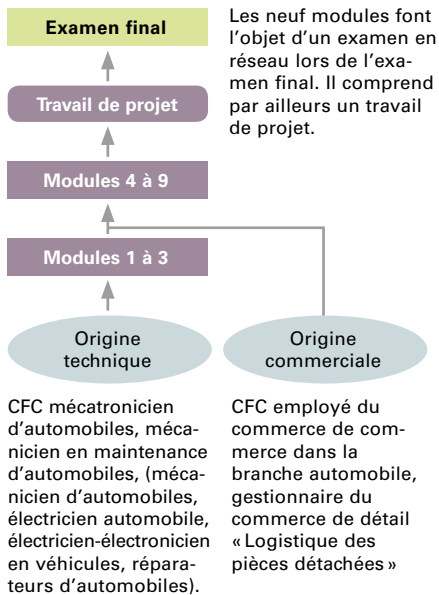 Examen final
Travail de projet
Modules 4 à 9
Modules 1 à 3
Les neuf modules font
l'objet d'un examen en
réseau lors de l'exa-
men final. Il comprend
par ailleurs un travail
de projet.
Origine
technique
Origine
commerciale
CFC mécatronicien
d'automobiles, méca-
nicien en maintenance
d'automobiles, (méca-
nicien d'automobiles,
électricien automobile,
électricien-électronicien
en véhicules, répara-
teurs d'automobiles).
CFC employé du
commerce de com-
merce dans la
branche automobile,
gestionnaire du
commerce de détail
«Logistique des
pièces détachées»